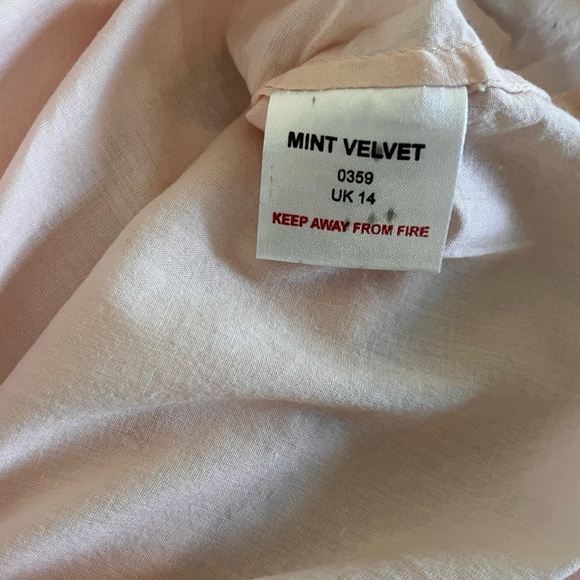 MINT VELVET
0359
UK 14
KEEP AWAY FROM FIRE